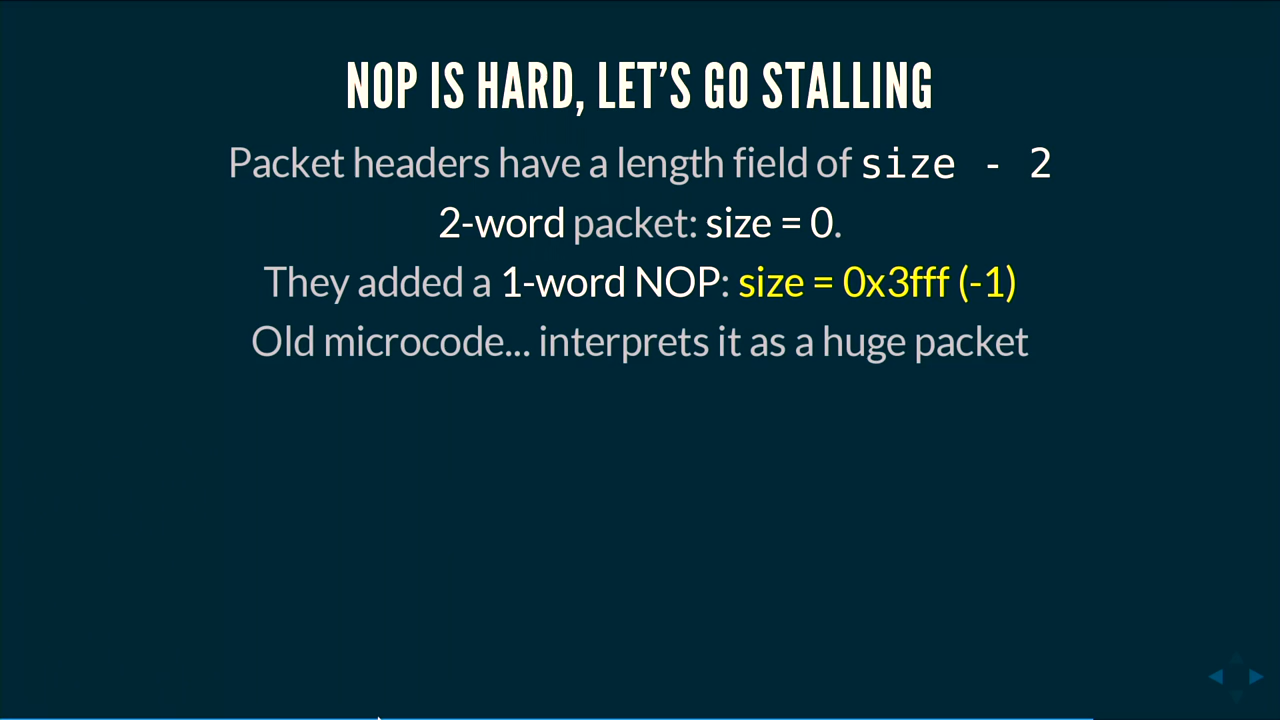 NOP IS HARD, LET'S GO STALLING
Packet headers have a length field of size - 2
2-word packet: size = 0.
They added a 1-word NOP: size = 0x3fff (-1)
Old microcode... interprets it as a huge packet